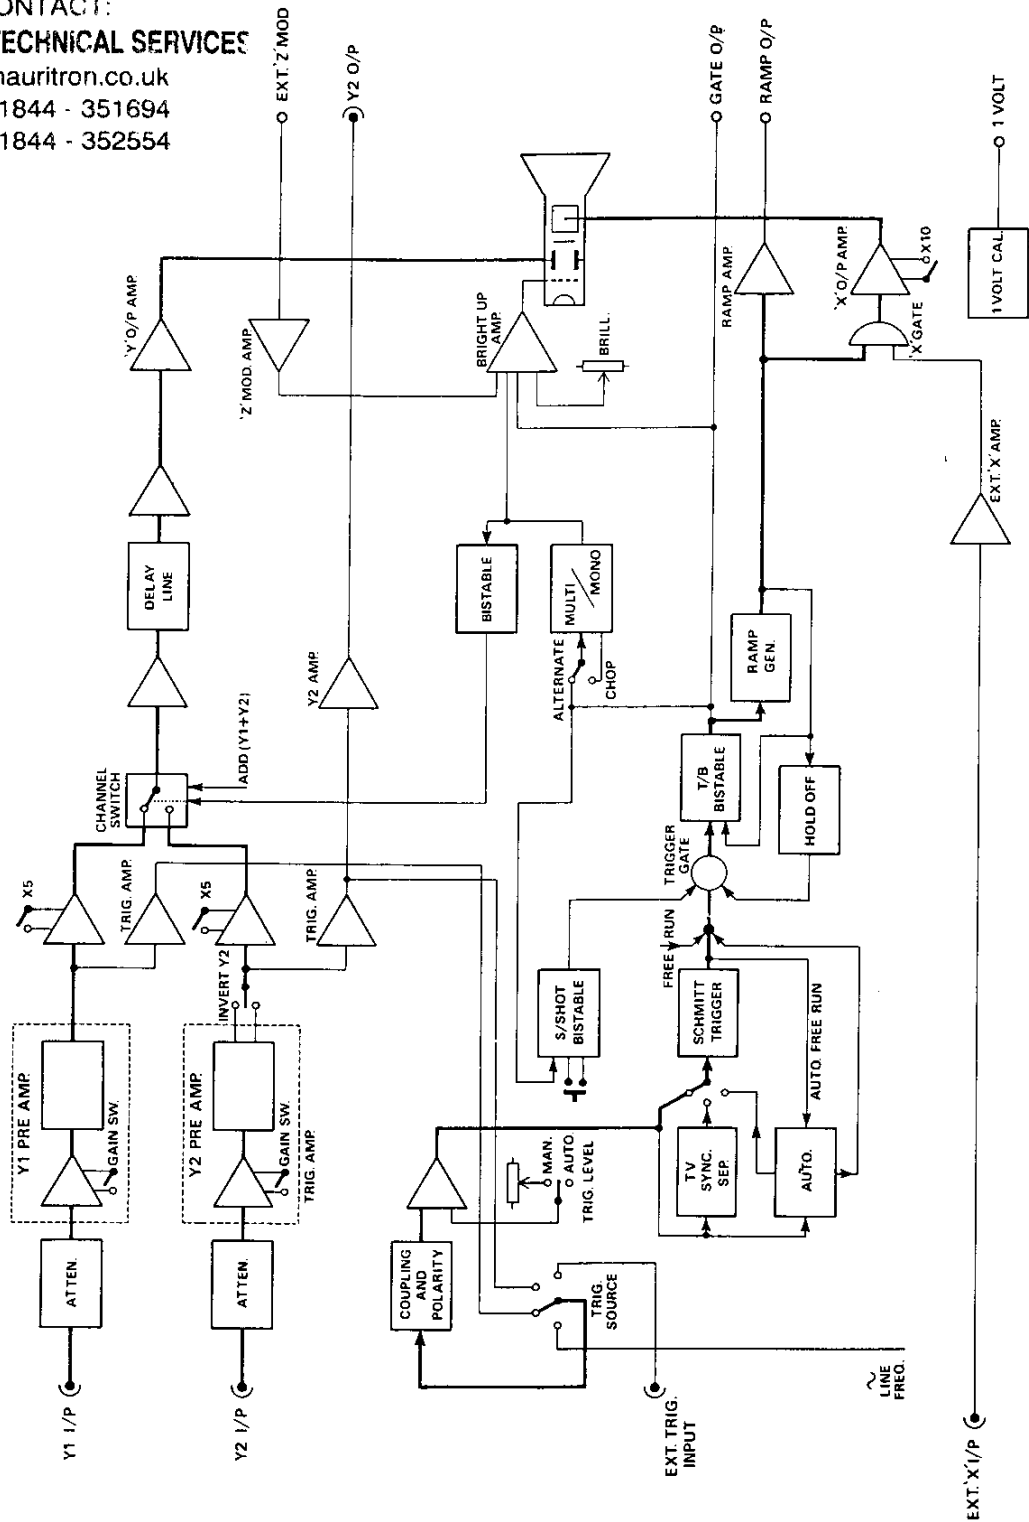 CONTACT:
TECHNICAL SERVICES
mauritron.co.uk
1844 - 351694
1844 - 352554
Y1 I/P
ATTEN.
Y1 PRE AMP.
GAIN SW.
X5
TRIG. AMP.
Y2 I/P
ATTEN.
Y2 PRE AMP.
GAIN SW.
TRIG. AMP.
INVERT Y2
X5
TRIG. AMP.
CHANNEL
SWITCH
ADD (Y1+Y2)
DELAY
LINE
'Y' O/P AMP.
Y2 AMP.
Y2 O/P
EXT. 'Z' MOD
'Z' MOD. AMP.
BRIGHT UP
AMP.
BRILL.
BISTABLE
MULTI
MONO
ALTERNATE
CHOP
COUPLING
AND
POLARITY
TRIG.
SOURCE
EXT. TRIG.
INPUT
~
LINE
FREQ.
MAN.
AUTO.
TRIG. LEVEL
TV
SYNC.
SEP.
AUTO.
AUTO. FREE RUN
SCHMITT
TRIGGER
FREE RUN
S/SHOT
BISTABLE
TRIGGER
GATE
T/B
BISTABLE
HOLD OFF
RAMP
GEN.
RAMP AMP.
GATE O/P
RAMP O/P
'X' O/P AMP.
X10
'X' GATE
EXT. 'X' AMP.
EXT. 'X' I/P
1 VOLT CAL.
1 VOLT